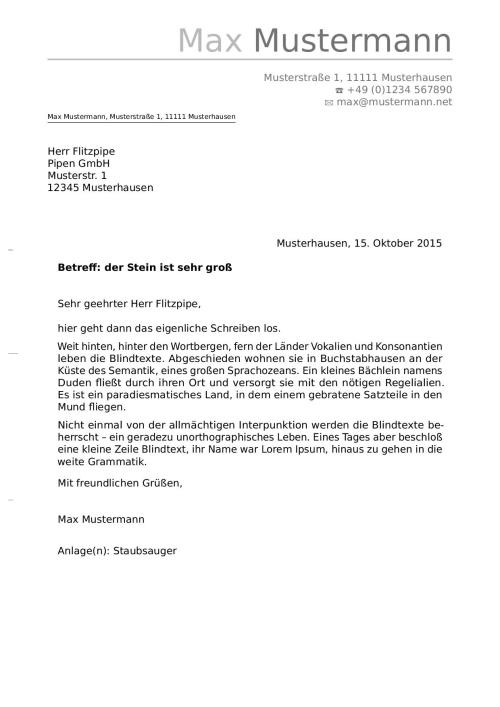 Max Mustermann
Musterstraße 1, 11111 Musterhausen
☎ +49 (0)1234 567890
✉ max@mustermann.net
Max Mustermann, Musterstraße 1, 11111 Musterhausen
Herr Flitzpipe
Pipen GmbH
Musterstr. 1
12345 Musterhausen
Musterhausen, 15. Oktober 2015
Betreff: der Stein ist sehr groß
Sehr geehrter Herr Flitzpipe,
hier geht dann das eigenliche Schreiben los.
Weit hinten, hinter den Wortbergen, fern der Länder Vokalien und Konsonantien
leben die Blindtexte. Abgeschieden wohnen sie in Buchstabhausen an der
Küste des Semantik, eines großen Sprachozeans. Ein kleines Bächlein namens
Duden fließt durch ihren Ort und versorgt sie mit den nötigen Regelialien.
Es ist ein paradiesmatisches Land, in dem einem gebratene Satzteile in den
Mund fliegen.
Nicht einmal von der allmächtigen Interpunktion werden die Blindtexte be-
herrscht – ein geradezu unorthographisches Leben. Eines Tages aber beschloß
eine kleine Zeile Blindtext, ihr Name war Lorem Ipsum, hinaus zu gehen in die
weite Grammatik.
Mit freundlichen Grüßen,
Max Mustermann
Anlage(n): Staubsauger